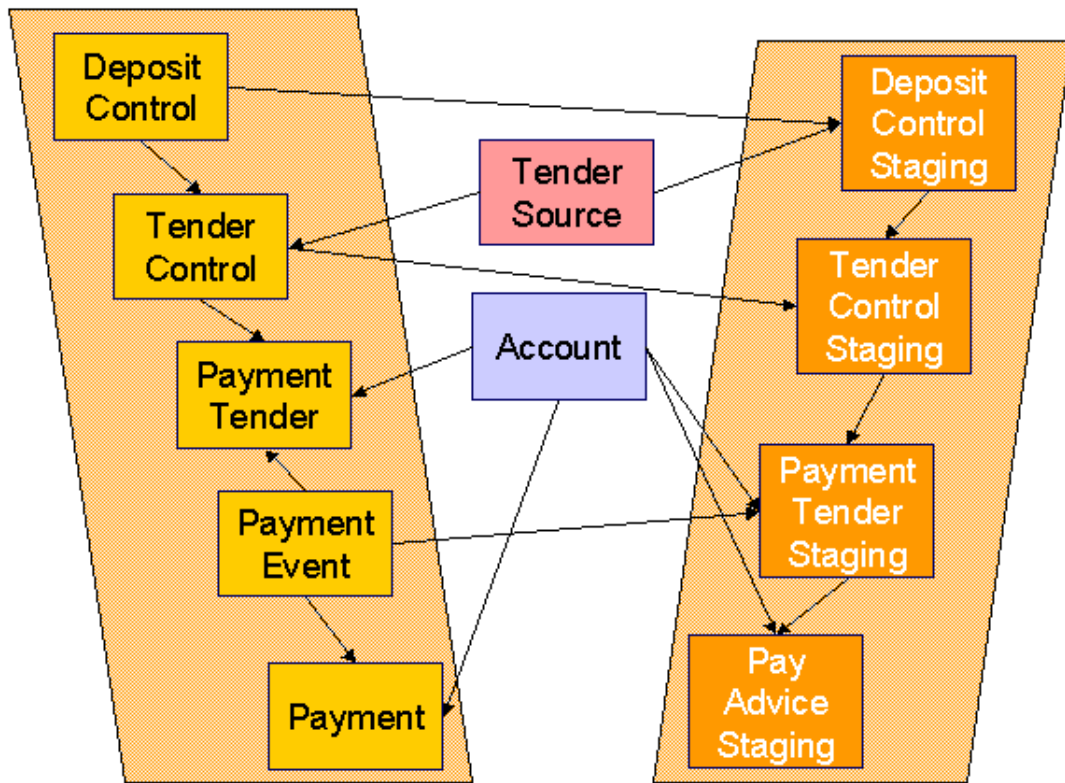 Deposit
Control
Tender
Control
Payment
Tender
Payment
Event
Payment
Tender
Source
Account
Deposit
Control
Staging
Tender
Control
Staging
Payment
Tender
Staging
Pay
Advice
Staging